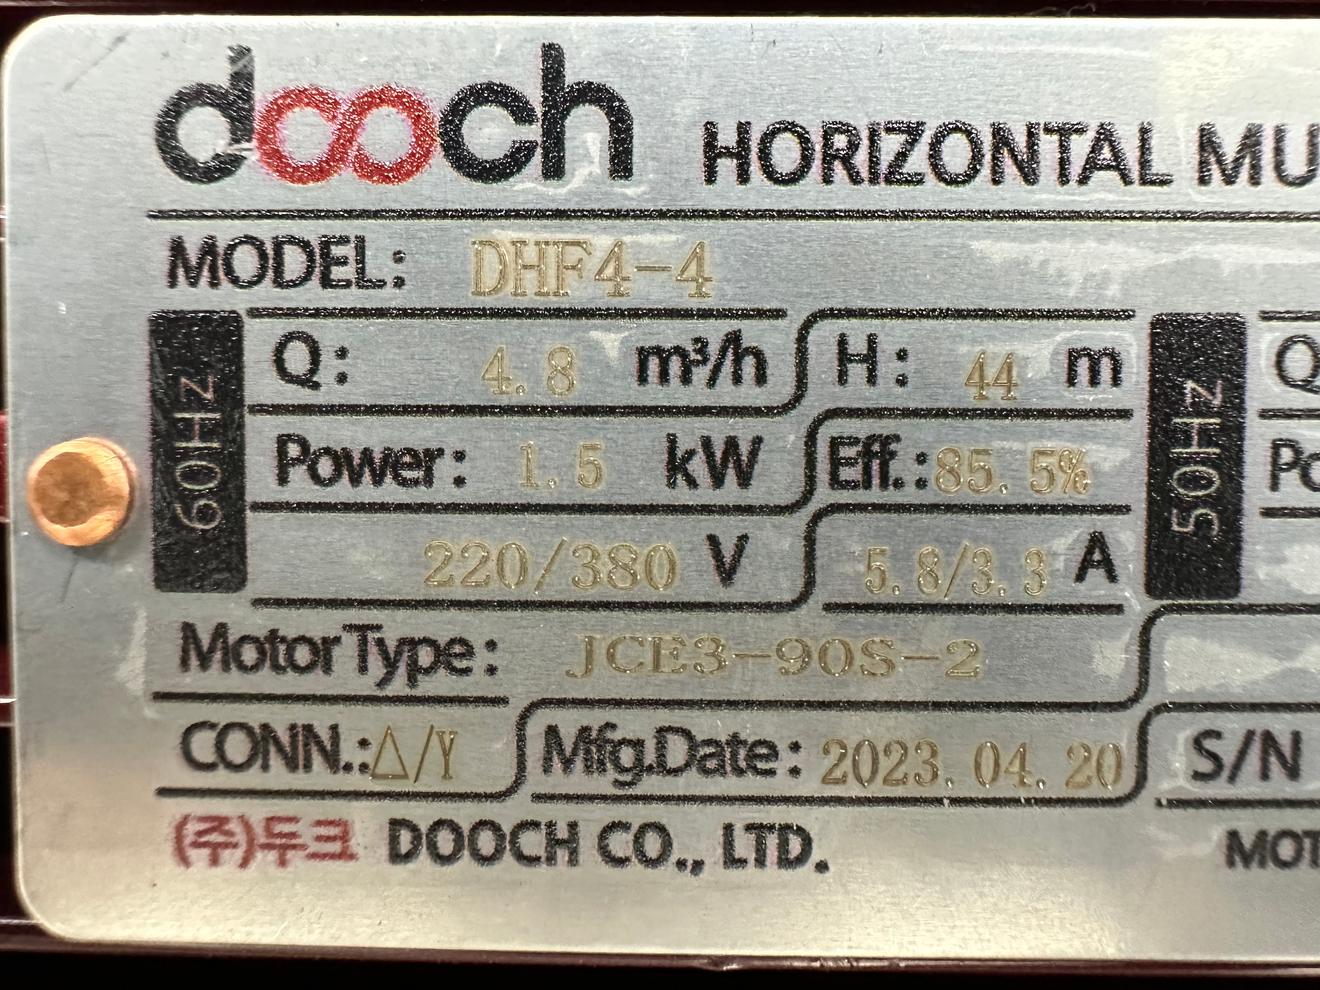 dooch HORIZONTAL MU
MODEL: DHF4-4
60Hz
Q: 4.8 m³/h H: 44 m
Power: 1.5 kW Eff.: 85.5%
220/380 V 5.8/3.3 A
50Hz
Q
Po
Motor Type: JCE3-90S-2
CONN.: Δ/Y Mfg.Date: 2023.04.20 S/N
(주)두크 DOOCH CO., LTD. MOT